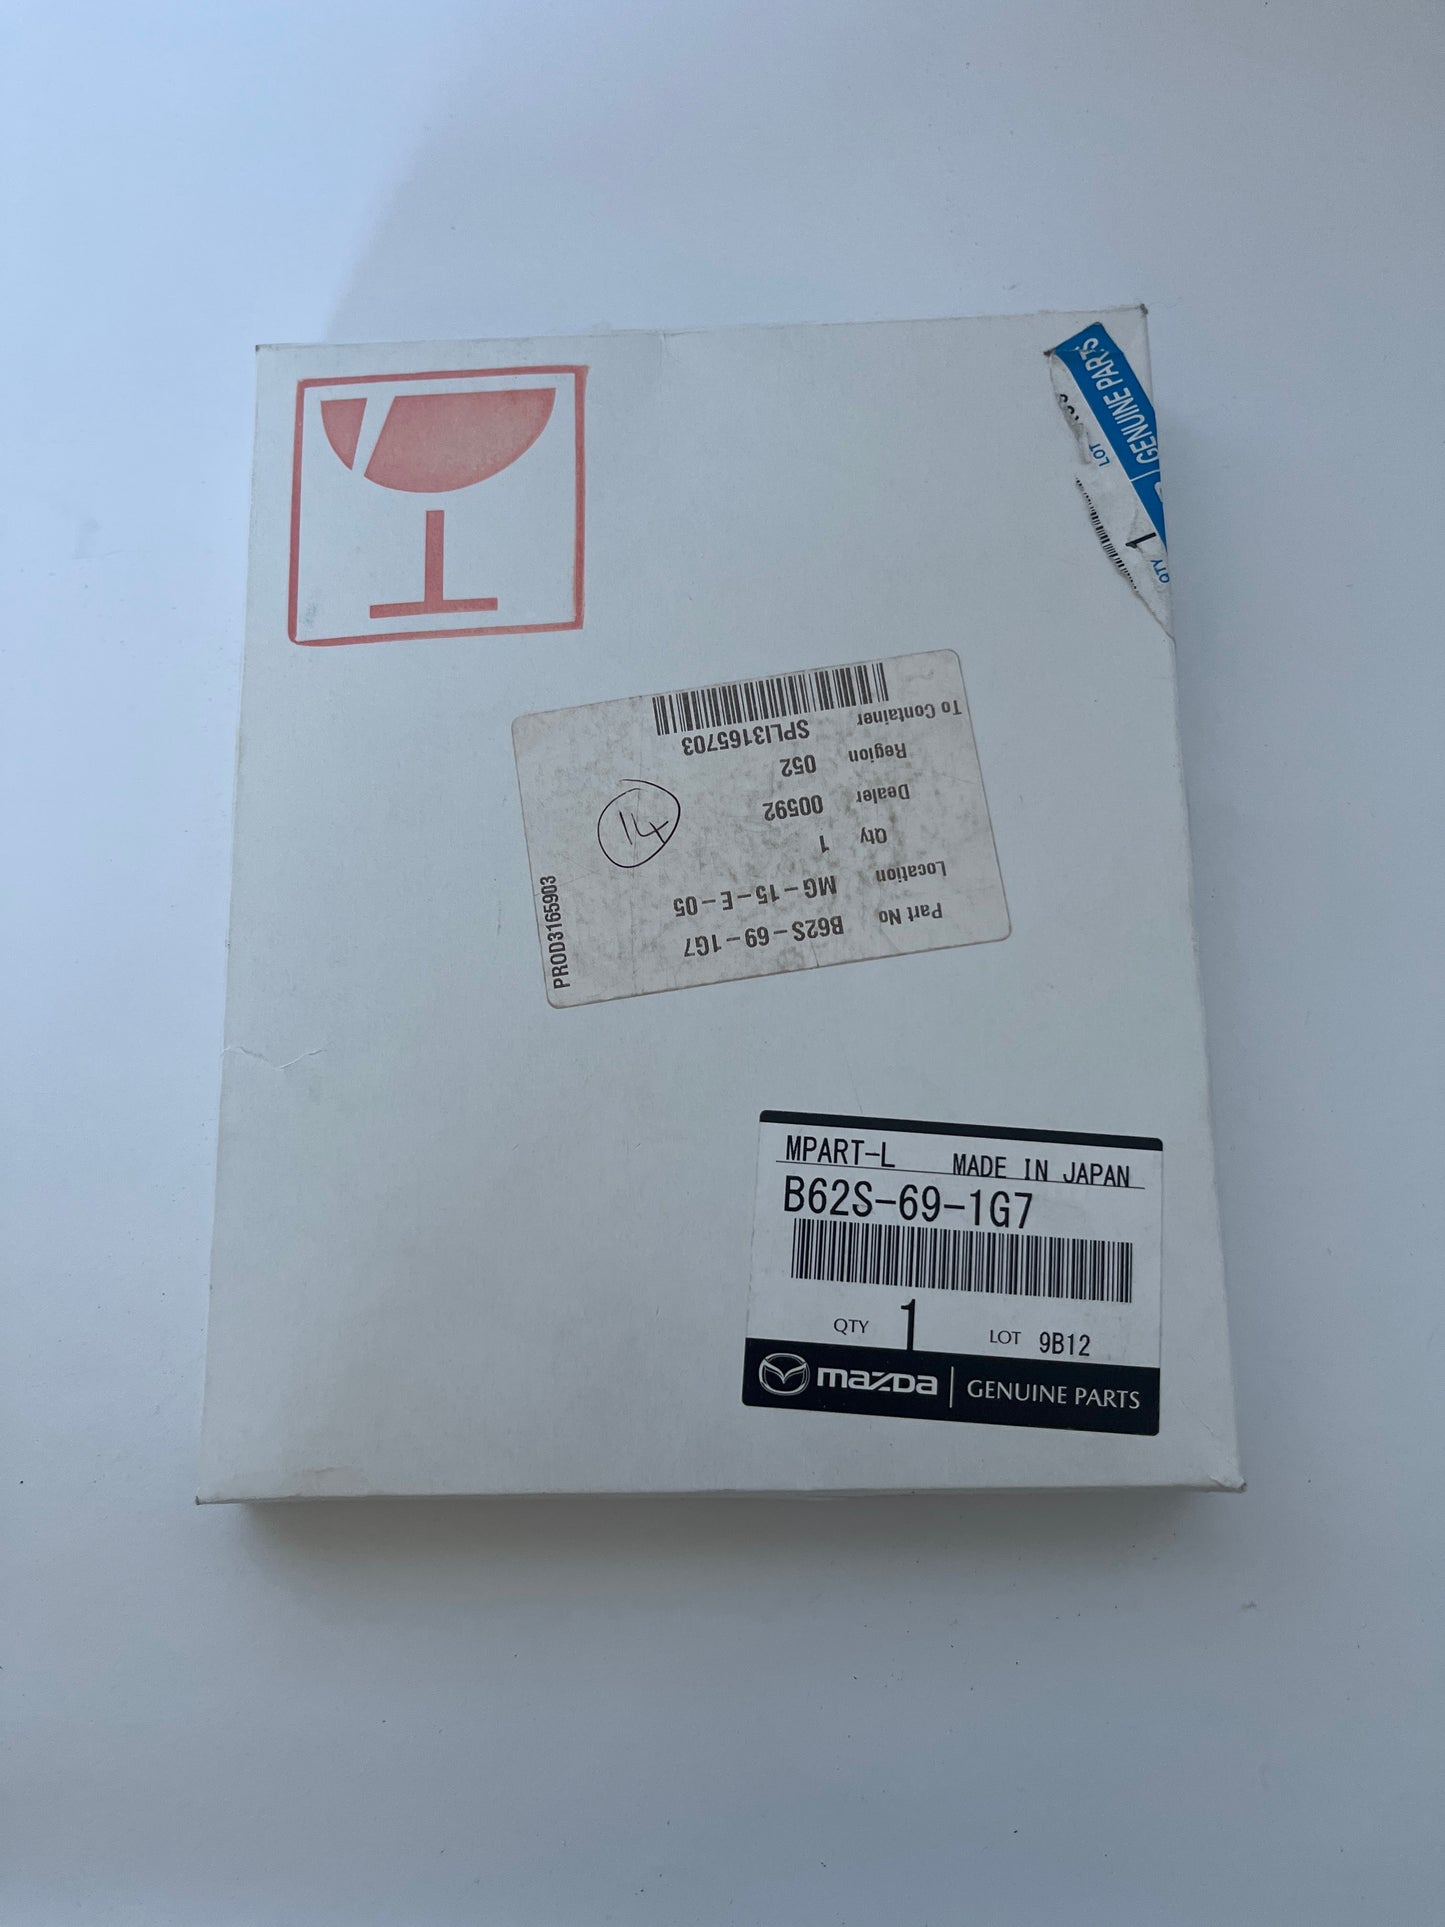 GENUINE PARTS
LOT
QTY 1
Part No B62S-69-1G7
Location MG-15-E-05
Qty 1
Dealer 00592
Region 052
To Container SPLI3165703
14
PROD3165903
MPART-L MADE IN JAPAN
B62S-69-1G7
QTY 1 LOT 9B12
mazda GENUINE PARTS